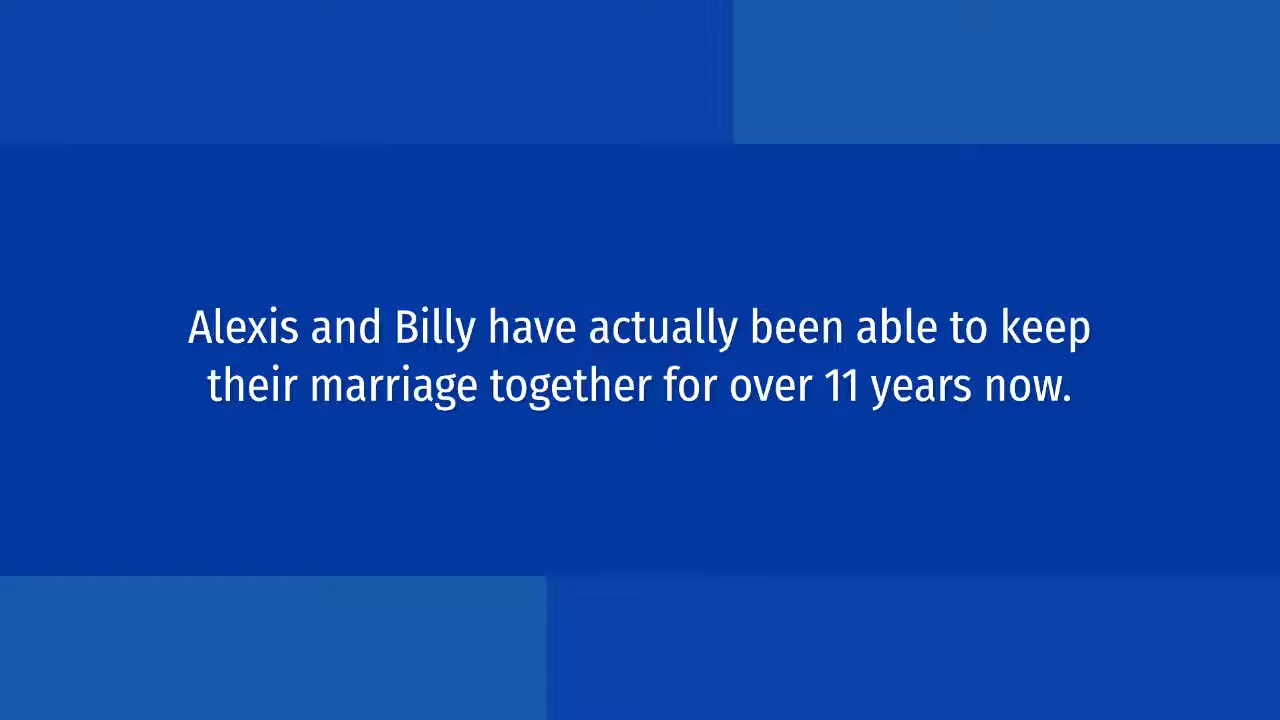 Alexis and Billy have actually been able to keep
their marriage together for over 11 years now.